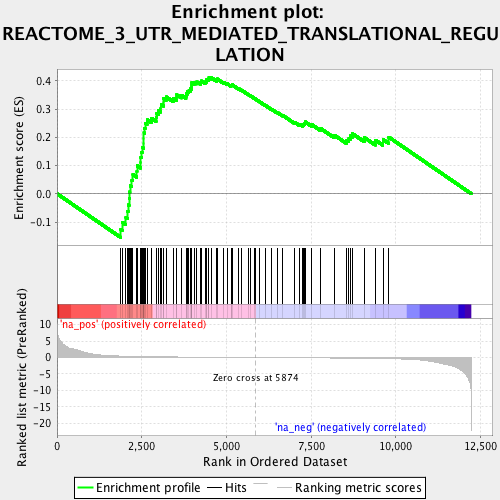 Enrichment plot:
REACTOME_3_UTR_MEDIATED_TRANSLATIONAL_REGU
LATION
Enrichment score (ES)
0.4
0.3
0.2
0.1
0.0
-0.1
'na_pos' (positively correlated)
Ranked list metric (PreRanked)
10
5
0
-5
-10
-15
-20
Zero cross at 5874
'na_neg' (negatively correlated)
0
2,500
5,000
7,500
10,000
12,500
Rank in Ordered Dataset
Enrichment profile
Hits
Ranking metric scores